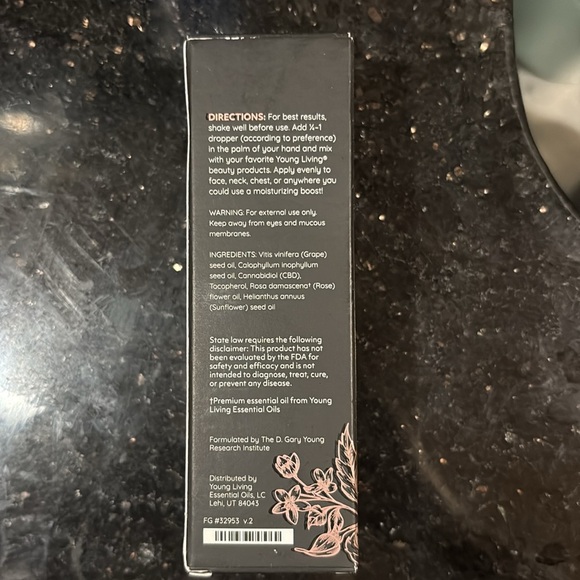 DIRECTIONS: For best results,
shake well before use. Add ¼–1
dropper (according to preference)
in the palm of your hand and mix
with your favorite Young Living®
beauty products. Apply evenly to
face, neck, chest, or anywhere you
could use a moisturizing boost!
WARNING: For external use only.
Keep away from eyes and mucous
membranes.
INGREDIENTS: Vitis vinifera (Grape)
seed oil, Calophyllum inophyllum
seed oil, Cannabidiol (CBD),
Tocopherol, Rosa damascena† (Rose)
flower oil, Helianthus annuus
(Sunflower) seed oil
State law requires the following
disclaimer: This product has not
been evaluated by the FDA for
safety and efficacy and is not
intended to diagnose, treat, cure,
or prevent any disease.
†Premium essential oil from Young
Living Essential Oils
Formulated by The D. Gary Young
Research Institute
Distributed by
Young Living
Essential Oils, LC
Lehi, UT 84043
FG #32953 v.2